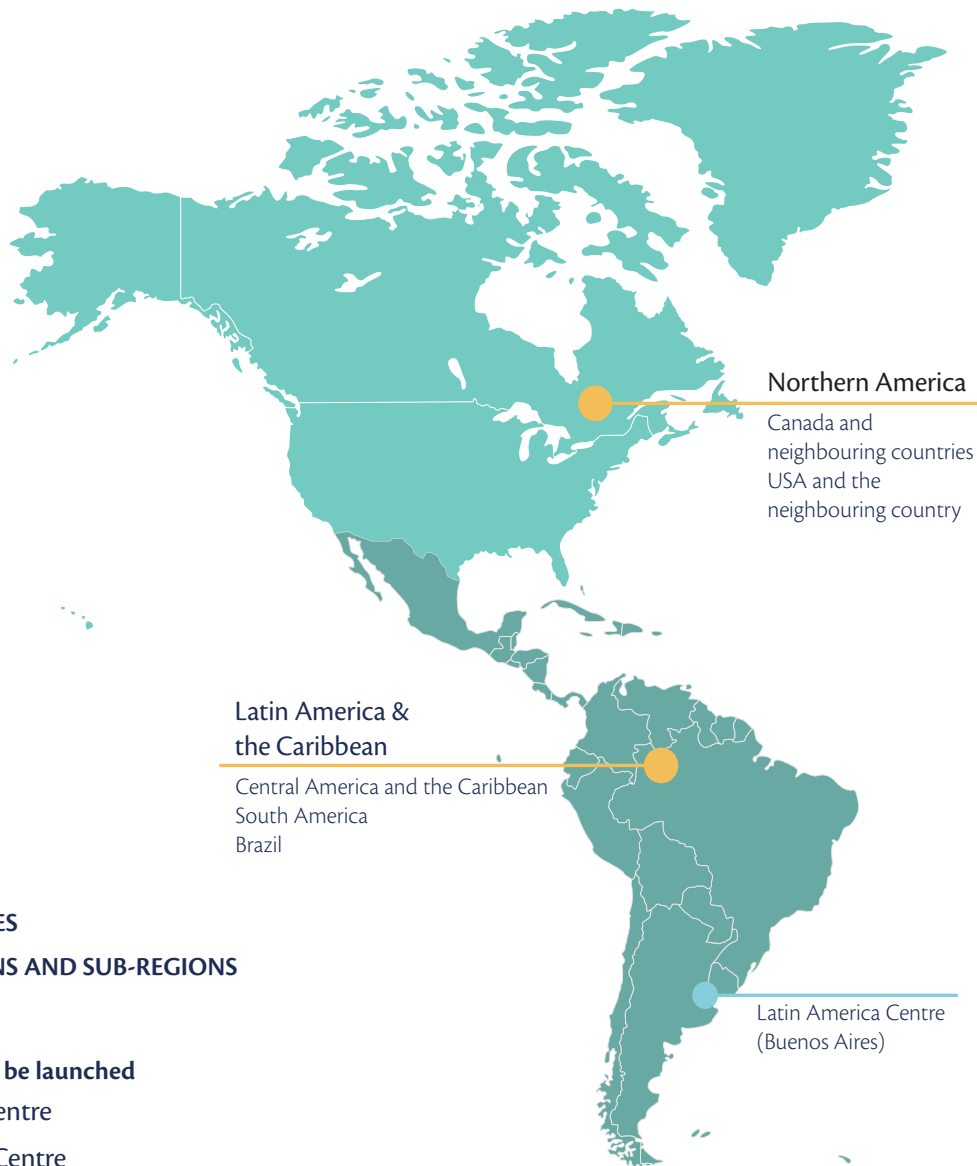 Northern America
Canada and
neighbouring countries
USA and the
neighbouring country
Latin America &
the Caribbean
Central America and the Caribbean
South America
Brazil
ES
NS AND SUB-REGIONS
Latin America Centre
(Buenos Aires)
be launched
entre
Centre